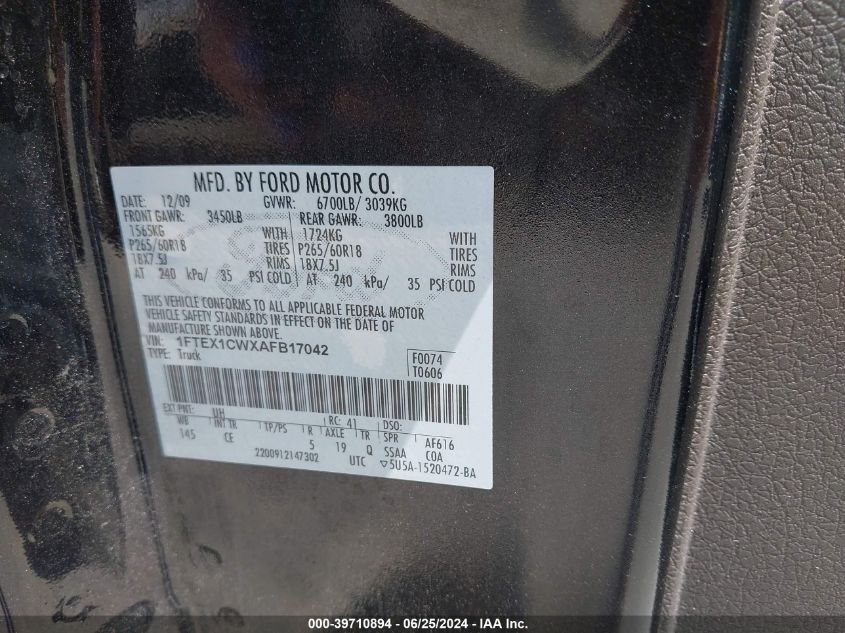 MFD. BY FORD MOTOR CO.
DATE: 12/09 GVWR: 6700LB/ 3039KG
FRONT GAWR: 3450LB REAR GAWR: 3800LB
1565KG WITH 1724KG WITH
P265/60R18 TIRES P265/60R18 TIRES
18X7.5J RIMS 18X7.5J RIMS
AT 240 kPa/ 35 PSI COLD AT 240 kPa/ 35 PSI COLD
THIS VEHICLE CONFORMS TO ALL APPLICABLE FEDERAL MOTOR
VEHICLE SAFETY STANDARDS IN EFFECT ON THE DATE OF
MANUFACTURE SHOWN ABOVE.
VIN: 1FTEX1CWXAFB17042
TYPE: Truck
F0074
T0606
EXT PNT: UH RC: 41 DSO:
WB INT TR TP/PS R AXLE TR SPR AF616
145 CE 5 19 Q SSAA COA
2200912147302 UTC ▽5U5A-1520472-BA
000-39710894 - 06/25/2024 - IAA Inc.